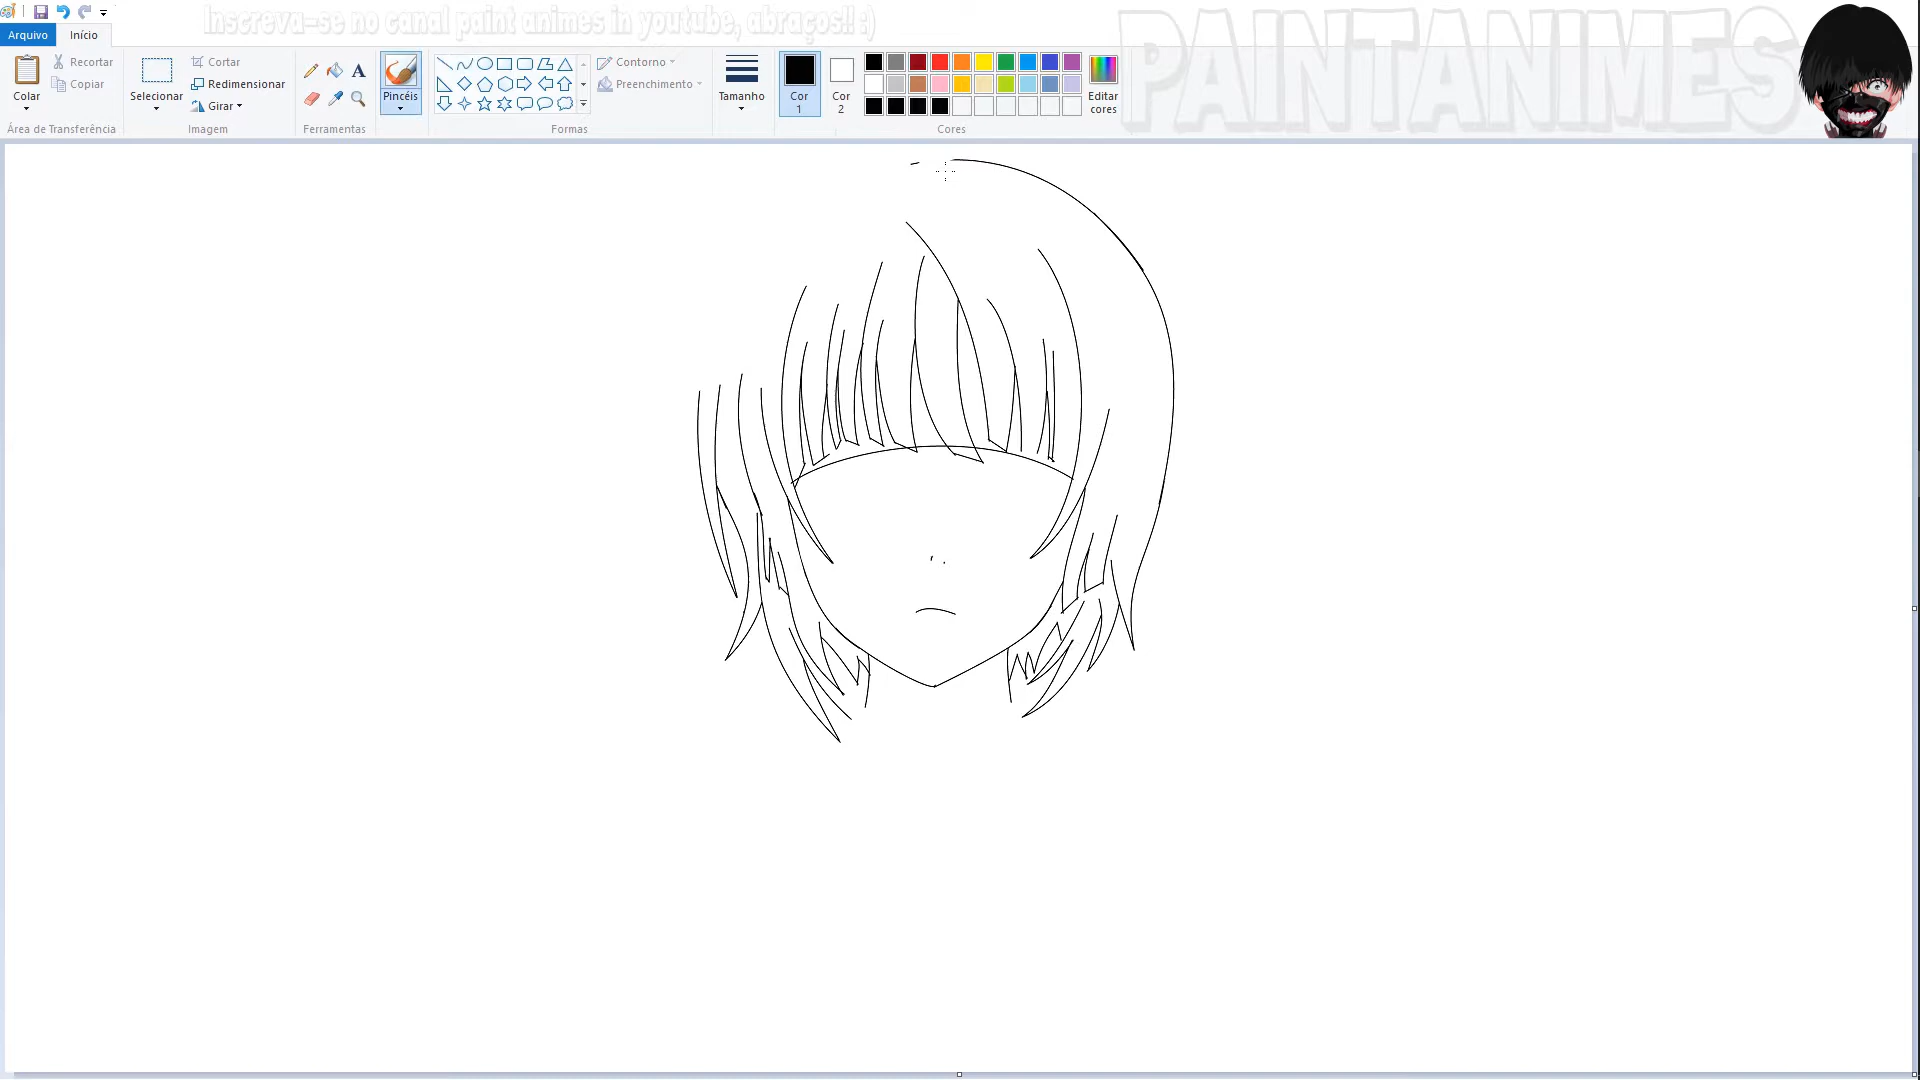 Inscreva-se no canal paint animes in youtube, abraços!! :)
PAINTANIMES
Arquivo
Início
Colar
Recortar
Copiar
Área de Transferência
Selecionar
Cortar
Redimensionar
Girar
Imagem
A
Ferramentas
Pincéis
Formas
Contorno
Preenchimento
Tamanho
Cor
1
Cor
2
Cores
Editar
cores